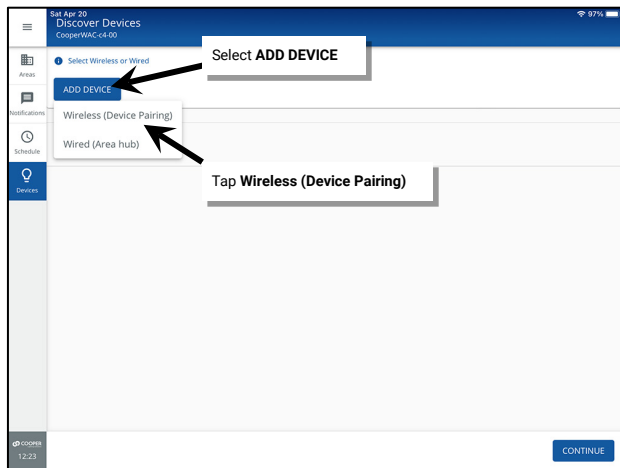 Sat Apr 20
97%
Discover Devices
CooperWAC-c4-00
Select Wireless or Wired
Select ADD DEVICE
Areas
ADD DEVICE
Notifications
Wireless (Device Pairing)
Schedule
Wired (Area hub)
Devices
Tap Wireless (Device Pairing)
COOPER
12:23
CONTINUE